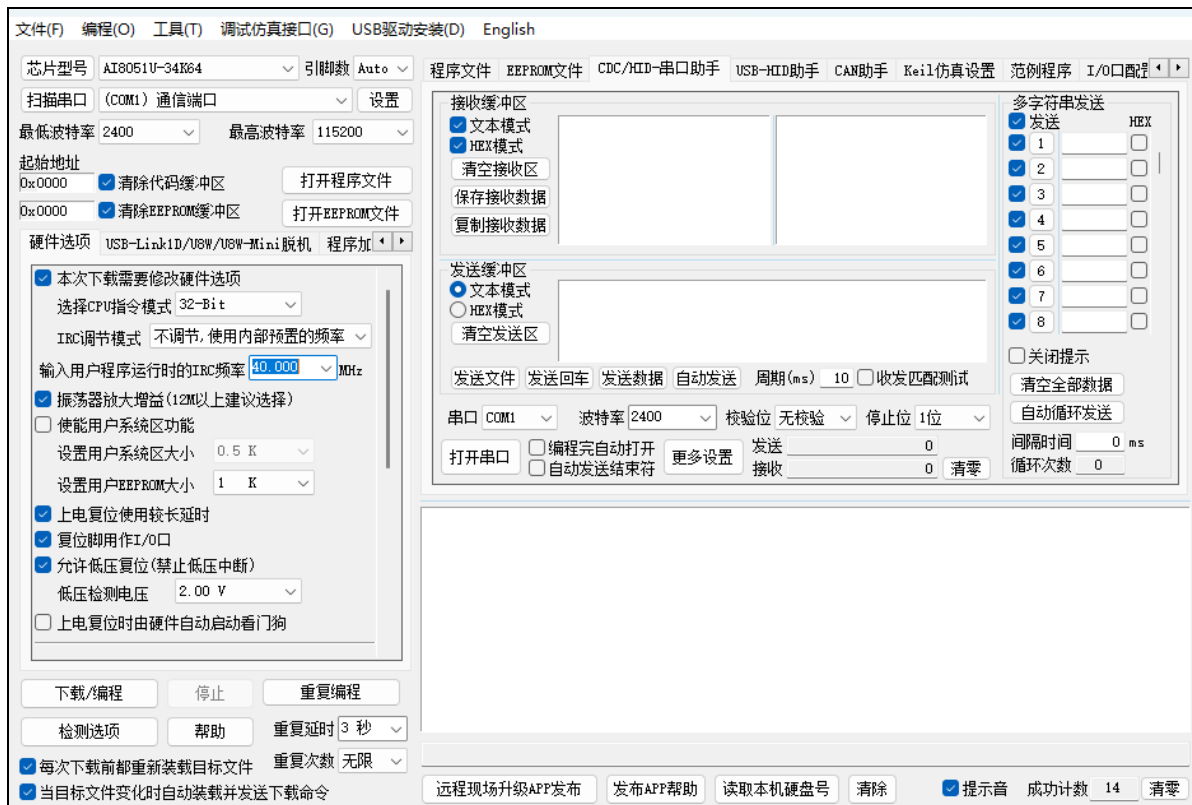 文件(F) 编程(O) 工具(T) 调试仿真接口(G) USB驱动安装(D) English
芯片型号 AI8051U-34K64 引脚数 Auto
扫描串口 (COM1) 通信端口 设置
最低波特率 2400 最高波特率 115200
起始地址
0x0000 清除代码缓冲区 打开程序文件
0x0000 清除EEPROM缓冲区 打开EEPROM文件
硬件选项 USB-Link1D/U8W/U8W-Mini脱机 程序加
本次下载需要修改硬件选项
选择CPU指令模式 32-Bit
IRC调节模式 不调节,使用内部预置的频率
输入用户程序运行时的IRC频率 40.000 MHz
振荡器放大增益(12M以上建议选择)
使能用户系统区功能
设置用户系统区大小 0.5 K
设置用户EEPROM大小 1 K
上电复位使用较长延时
复位脚用作I/O口
允许低压复位(禁止低压中断)
低压检测电压 2.00 V
上电复位时由硬件自动启动看门狗
下载/编程 停止 重复编程
检测选项 帮助 重复延时 3 秒
每次下载前都重新装载目标文件 重复次数 无限
当目标文件变化时自动装载并发送下载命令
程序文件 EEPROM文件 CDC/HID-串口助手 USB-HID助手 CAN助手 Keil仿真设置 范例程序 I/O口配
接收缓冲区
文本模式
HEX模式
清空接收区
保存接收数据
复制接收数据
发送缓冲区
文本模式
HEX模式
清空发送区
发送文件 发送回车 发送数据 自动发送 周期(ms) 10 收发匹配测试
串口 COM1 波特率 2400 校验位 无校验 停止位 1位
打开串口 编程完自动打开 更多设置 发送 0
自动发送结束符 接收 0 清零
多字符串发送
发送 HEX
1
2
3
4
5
6
7
8
关闭提示
清空全部数据
自动循环发送
间隔时间 0 ms
循环次数 0
远程现场升级APP发布 发布APP帮助 读取本机硬盘号 清除 提示音 成功计数 14 清零